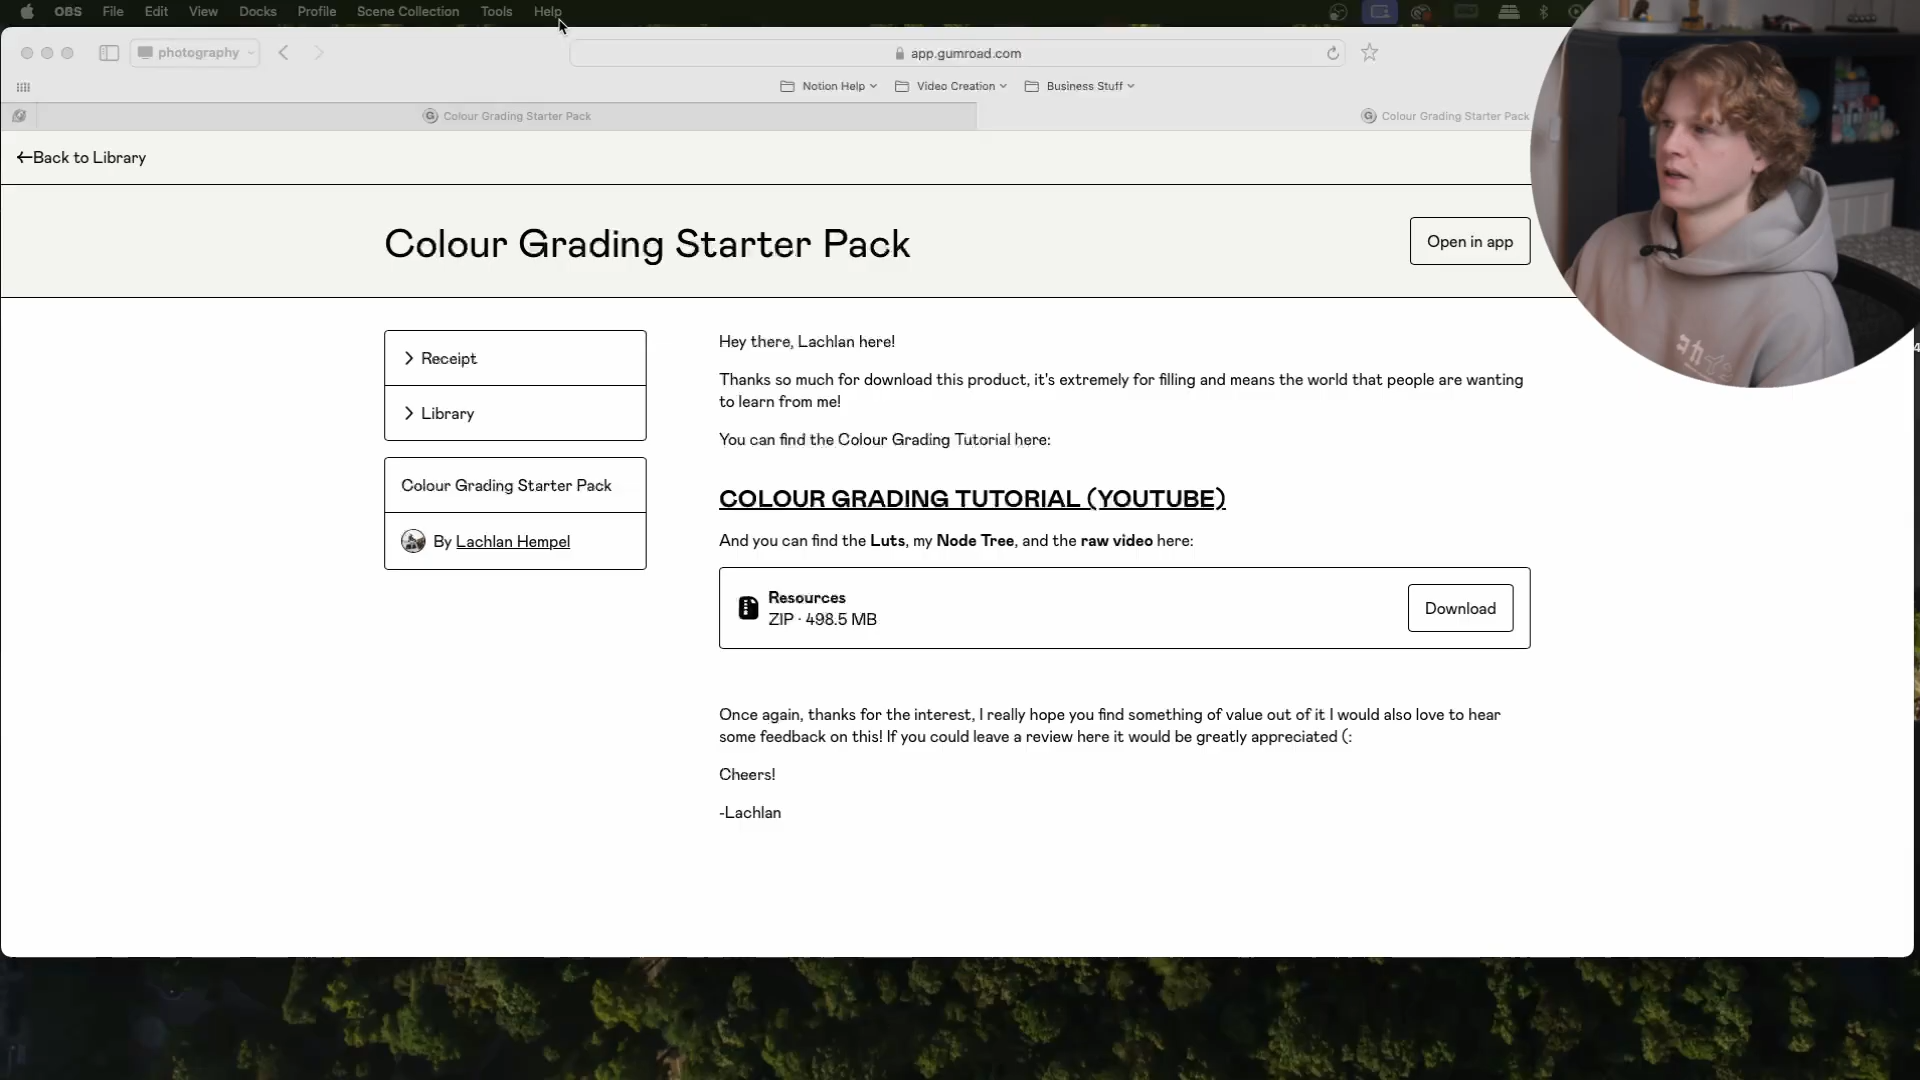 OBS File Edit View Docks Profile Scene Collection Tools Help
photography
app.gumroad.com
Notion Help Video Creation Business Stuff
Colour Grading Starter Pack Colour Grading Starter Pack
←Back to Library
Colour Grading Starter Pack
Open in app
Receipt
Library
Colour Grading Starter Pack
By Lachlan Hempel
Hey there, Lachlan here!
Thanks so much for download this product, it's extremely for filling and means the world that people are wanting
to learn from me!
You can find the Colour Grading Tutorial here:
COLOUR GRADING TUTORIAL (YOUTUBE)
And you can find the Luts, my Node Tree, and the raw video here:
Resources
ZIP · 498.5 MB
Download
Once again, thanks for the interest, I really hope you find something of value out of it I would also love to hear
some feedback on this! If you could leave a review here it would be greatly appreciated (:
Cheers!
-Lachlan